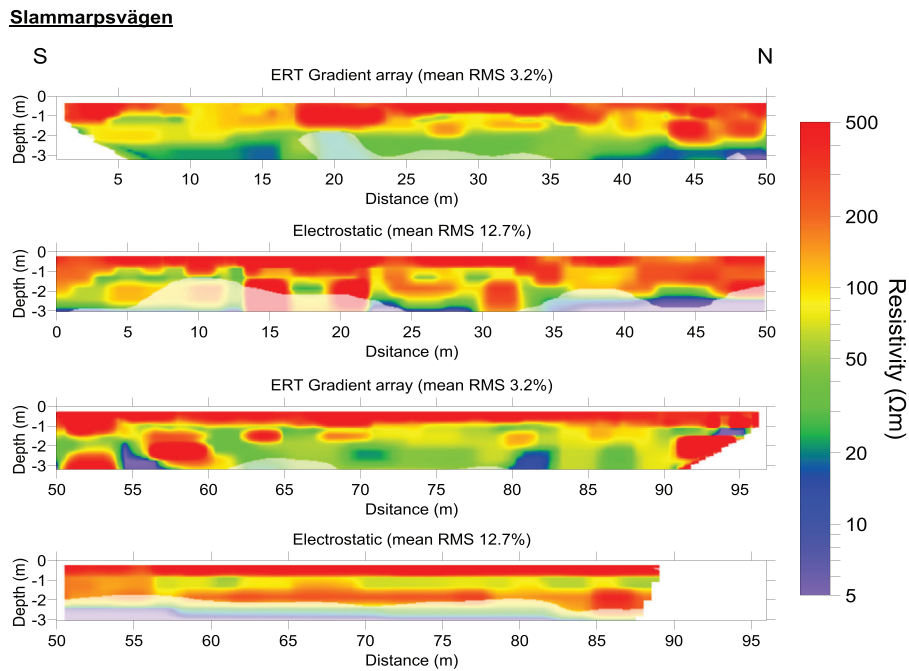 Slammarpsvägen
S N
ERT Gradient array (mean RMS 3.2%)
0
-1
-2
-3
Depth (m)
5 10 15 20 25 30 35 40 45 50
Distance (m)
Electrostatic (mean RMS 12.7%)
0
-1
-2
-3
Depth (m)
0 5 10 15 20 25 30 35 40 45 50
Dsitance (m)
ERT Gradient array (mean RMS 3.2%)
0
-1
-2
-3
Depth (m)
50 55 60 65 70 75 80 85 90 95
Dsitance (m)
Electrostatic (mean RMS 12.7%)
0
-1
-2
-3
Depth (m)
50 55 60 65 70 75 80 85 90 95
Distance (m)
500
200
100
50
20
10
5
Resistivity (Ωm)